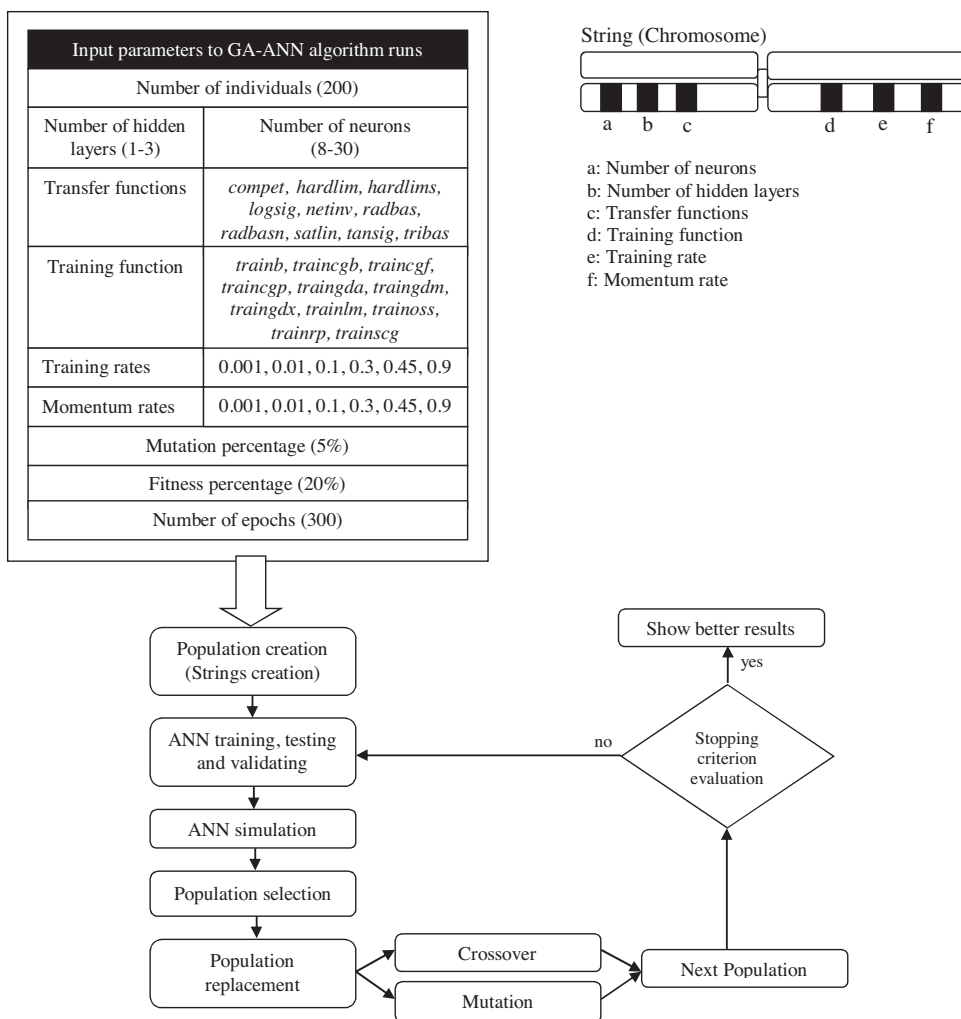 Input parameters to GA-ANN algorithm runs
Number of individuals (200)
Number of hidden
layers (1-3)
Number of neurons
(8-30)
Transfer functions
compet, hardlim, hardlims,
logsig, netinv, radbas,
radbasn, satlin, tansig, tribas
Training function
trainb, traincgb, traincgf,
traincgp, traingda, traingdm,
traingdx, trainlm, trainoss,
trainrp, trainscg
Training rates
0.001, 0.01, 0.1, 0.3, 0.45, 0.9
Momentum rates
0.001, 0.01, 0.1, 0.3, 0.45, 0.9
Mutation percentage (5%)
Fitness percentage (20%)
Number of epochs (300)
String (Chromosome)
a b c d e f
a: Number of neurons
b: Number of hidden layers
c: Transfer functions
d: Training function
e: Training rate
f: Momentum rate
Population creation
(Strings creation)
ANN training, testing
and validating
ANN simulation
Population selection
Population
replacement
Crossover
Mutation
Next Population
Stopping
criterion
evaluation
no
yes
Show better results